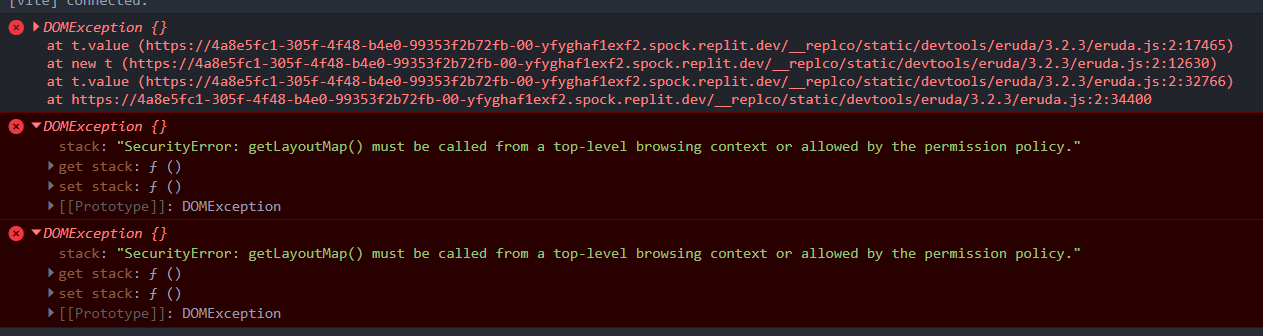 [vite] connected.
DOMException {}
at t.value (https://4a8e5fc1-305f-4f48-b4e0-99353f2b72fb-00-yfyghaf1exf2.spock.replit.dev/__replco/static/devtools/eruda/3.2.3/eruda.js:2:17465)
at new t (https://4a8e5fc1-305f-4f48-b4e0-99353f2b72fb-00-yfyghaf1exf2.spock.replit.dev/__replco/static/devtools/eruda/3.2.3/eruda.js:2:12630)
at t.value (https://4a8e5fc1-305f-4f48-b4e0-99353f2b72fb-00-yfyghaf1exf2.spock.replit.dev/__replco/static/devtools/eruda/3.2.3/eruda.js:2:32766)
at https://4a8e5fc1-305f-4f48-b4e0-99353f2b72fb-00-yfyghaf1exf2.spock.replit.dev/__replco/static/devtools/eruda/3.2.3/eruda.js:2:34400
DOMException {}
stack: "SecurityError: getLayoutMap() must be called from a top-level browsing context or allowed by the permission policy."
get stack: ƒ ()
set stack: ƒ ()
[[Prototype]]: DOMException
DOMException {}
stack: "SecurityError: getLayoutMap() must be called from a top-level browsing context or allowed by the permission policy."
get stack: ƒ ()
set stack: ƒ ()
[[Prototype]]: DOMException